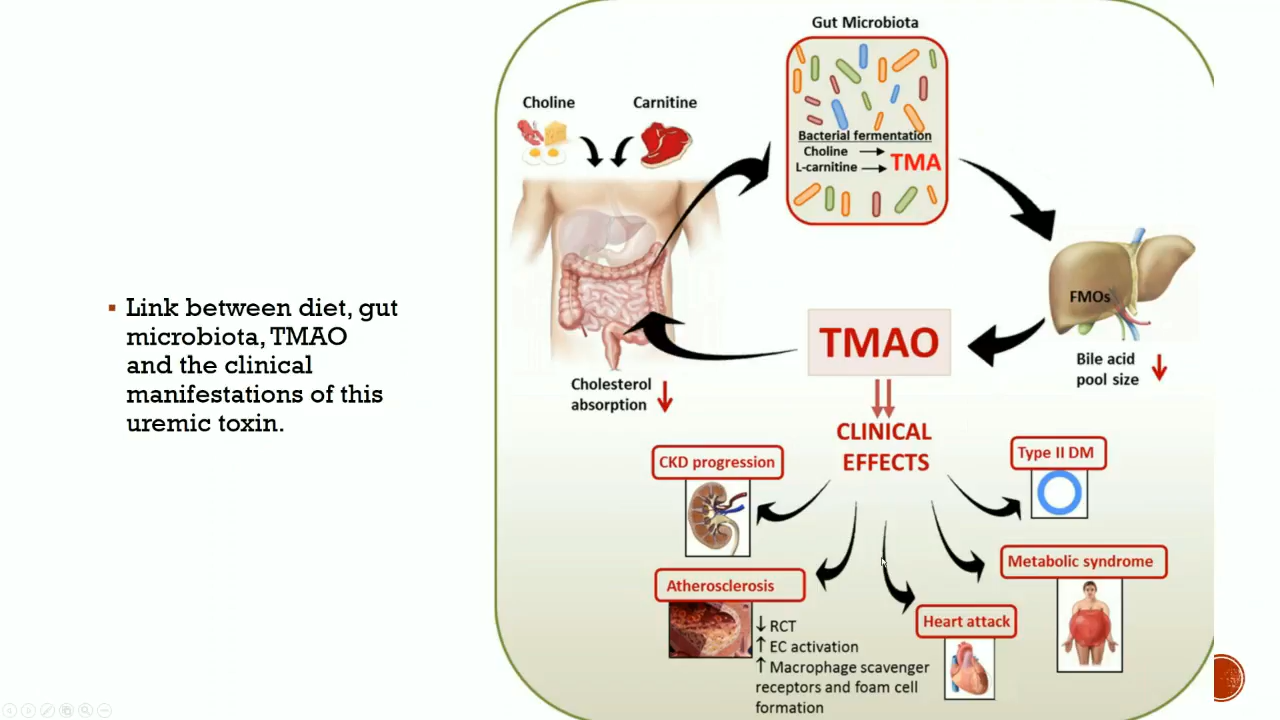 Link between diet, gut
microbiota, TMAO
and the clinical
manifestations of this
uremic toxin.
Gut Microbiota
Choline
Carnitine
Bacterial fermentation
Choline
L-carnitine
TMA
FMOs
Bile acid
pool size
TMAO
Cholesterol
absorption
CLINICAL
EFFECTS
CKD progression
Type II DM
Atherosclerosis
Metabolic syndrome
Heart attack
↓ RCT
↑ EC activation
↑ Macrophage scavenger
receptors and foam cell
formation